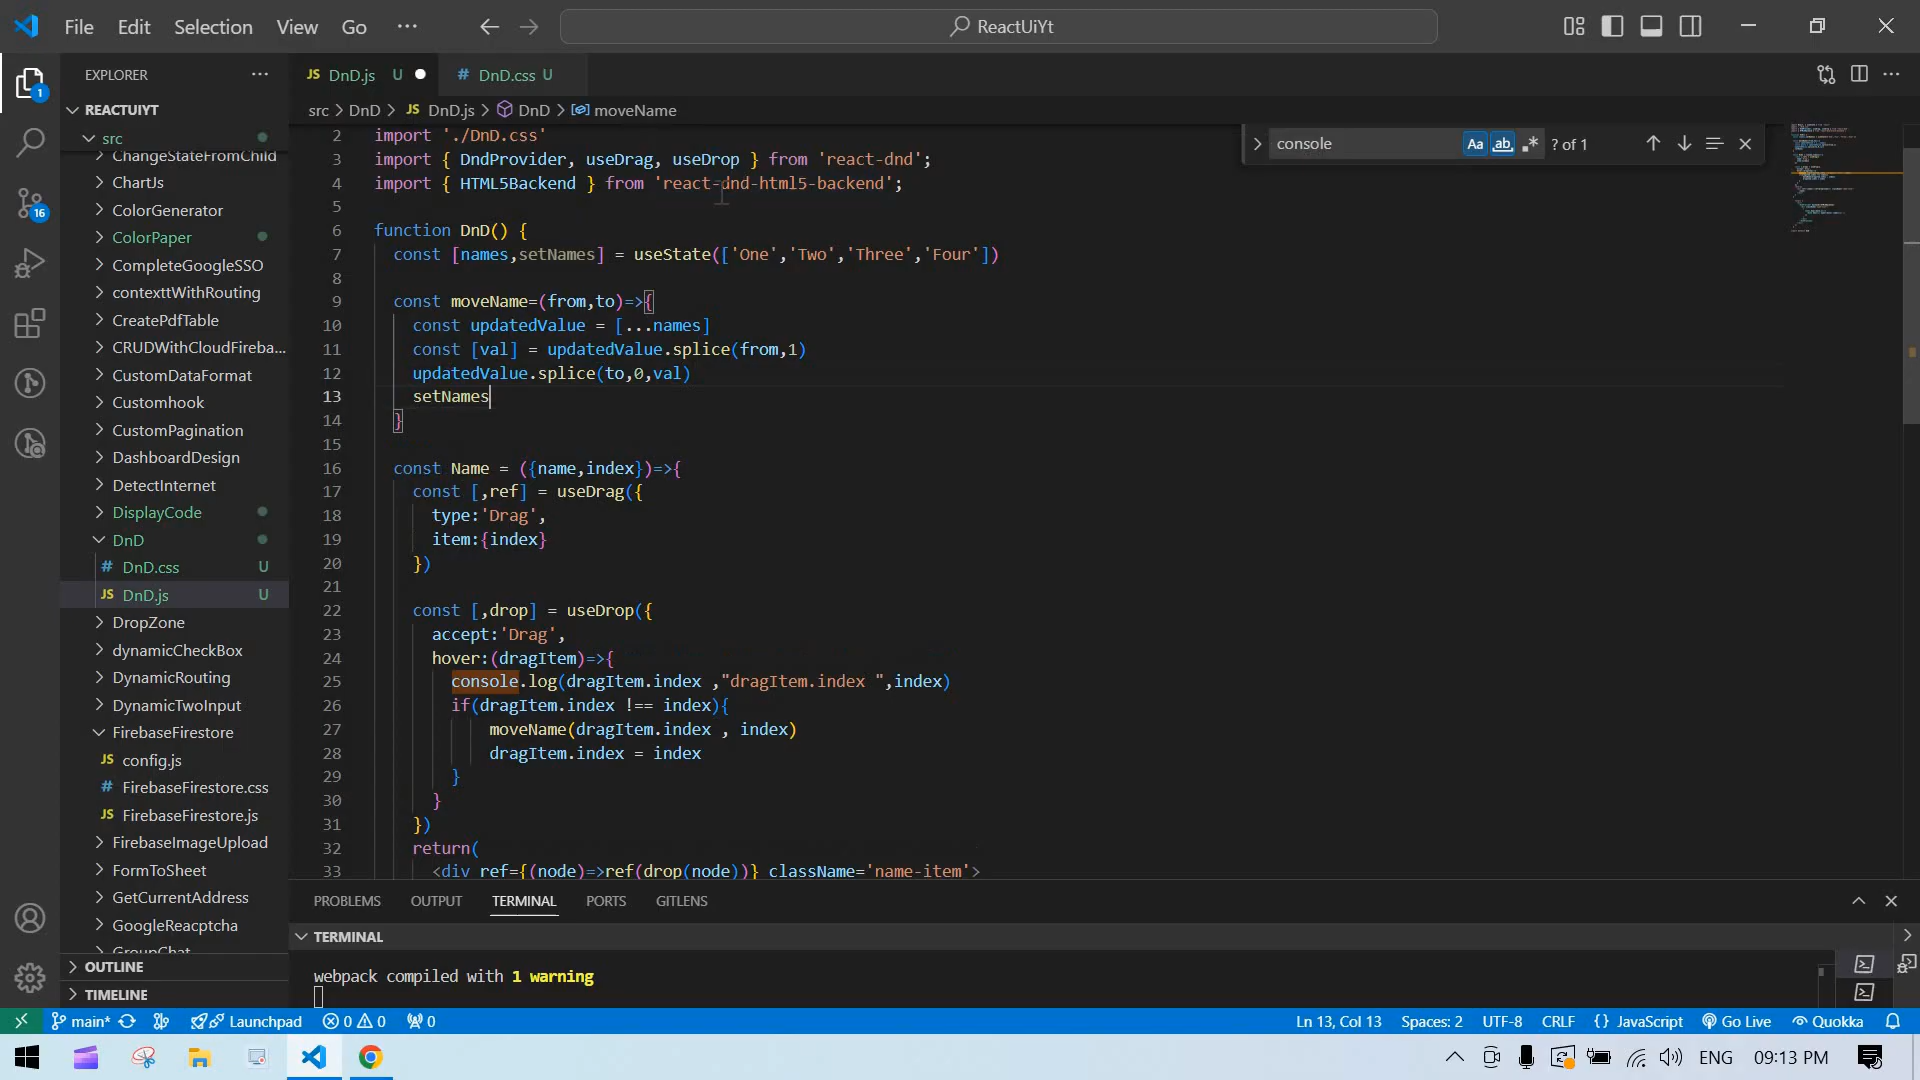 File Edit Selection View Go ··· ReactUiYt
EXPLORER ···
REACTUIYT
src
ChangeStateFromChild
ChartJs
ColorGenerator
ColorPaper
CompleteGoogleSSO
contexttWithRouting
CreatePdfTable
CRUDWithCloudFireba...
CustomDataFormat
Customhook
CustomPagination
DashboardDesign
DetectInternet
DisplayCode
DnD
# DnD.css U
JS DnD.js U
DropZone
dynamicCheckBox
DynamicRouting
DynamicTwoInput
FirebaseFirestore
JS config.js
# FirebaseFirestore.css
JS FirebaseFirestore.js
FirebaseImageUpload
FormToSheet
GetCurrentAddress
GoogleReacptcha
GroupChat
OUTLINE
TIMELINE
1
16
JS DnD.js U ● # DnD.css U
src > DnD > JS DnD.js > DnD > moveName
console Aa ab .* ? of 1
2 import './DnD.css'
3 import { DndProvider, useDrag, useDrop } from 'react-dnd';
4 import { HTML5Backend } from 'react-dnd-html5-backend';
5
6 function DnD() {
7 const [names,setNames] = useState(['One','Two','Three','Four'])
8
9 const moveName=(from,to)=>{
10 const updatedValue = [...names]
11 const [val] = updatedValue.splice(from,1)
12 updatedValue.splice(to,0,val)
13 setNames
14 }
15
16 const Name = ({name,index})=>{
17 const [,ref] = useDrag({
18 type:'Drag',
19 item:{index}
20 })
21
22 const [,drop] = useDrop({
23 accept:'Drag',
24 hover:(dragItem)=>{
25 console.log(dragItem.index ,"dragItem.index ",index)
26 if(dragItem.index !== index){
27 moveName(dragItem.index , index)
28 dragItem.index = index
29 }
30 }
31 })
32 return(
33 <div ref={(node)=>ref(drop(node))} className='name-item'>
PROBLEMS OUTPUT TERMINAL PORTS GITLENS
TERMINAL
webpack compiled with 1 warning
main* Launchpad 0 0 0 Ln 13, Col 13 Spaces: 2 UTF-8 CRLF {} JavaScript Go Live Quokka
ENG 09:13 PM